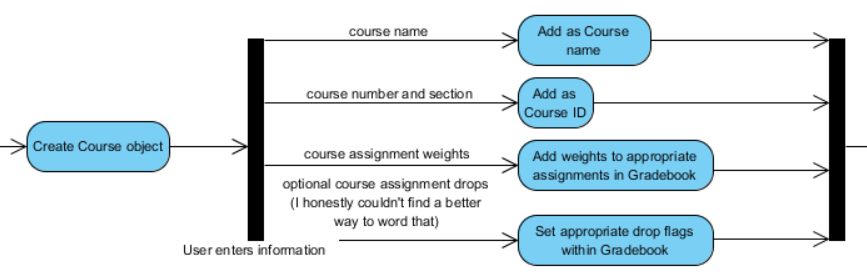 course name
Add as Course
name
course number and section
Add as
Course ID
Create Course object
course assignment weights
Add weights to appropriate
assignments in Gradebook
optional course assignment drops
(I honestly couldn't find a better
way to word that)
Set appropriate drop flags
within Gradebook
User enters information